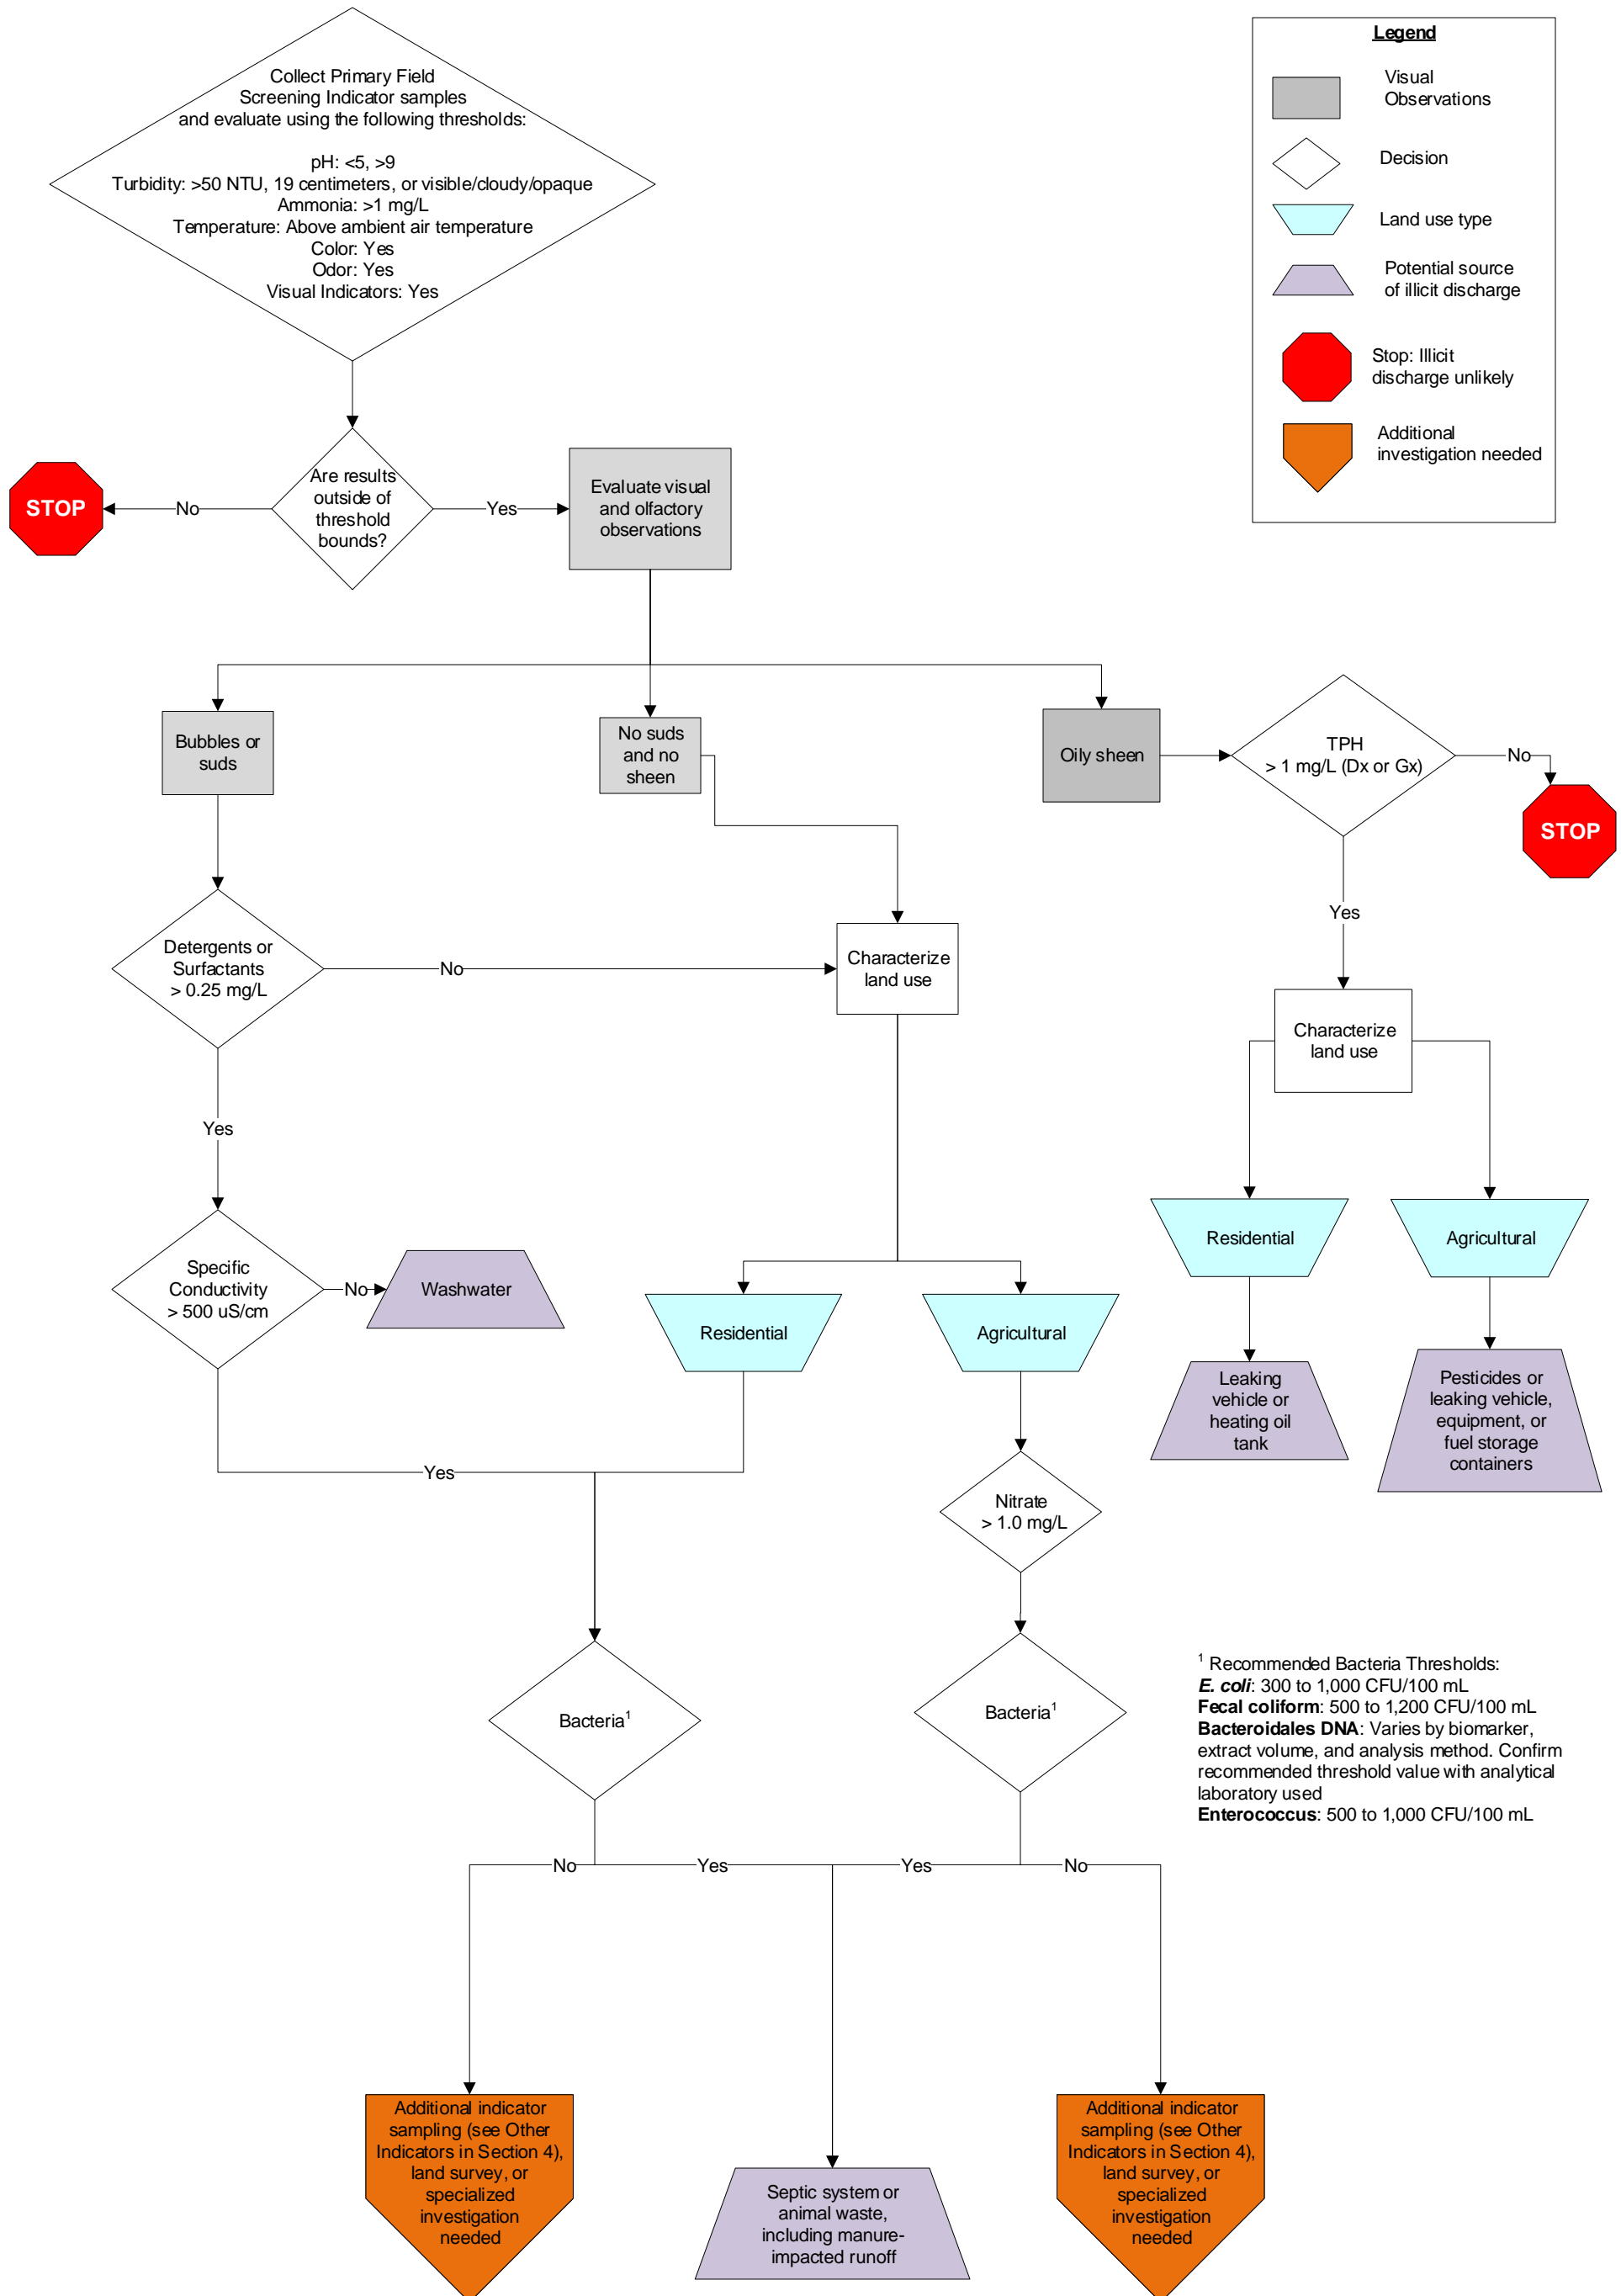 Collect Primary Field
Screening Indicator samples
and evaluate using the following thresholds:
pH: <5, >9
Turbidity: >50 NTU, 19 centimeters, or visible/cloudy/opaque
Ammonia: >1 mg/L
Temperature: Above ambient air temperature
Color: Yes
Odor: Yes
Visual Indicators: Yes
Legend
Visual
Observations
Decision
Land use type
Potential source
of illicit discharge
Stop: Illicit
discharge unlikely
Additional
investigation needed
STOP
No
Are results
outside of
threshold
bounds?
Yes
Evaluate visual
and olfactory
observations
Bubbles or
suds
No suds
and no
sheen
Oily sheen
TPH
> 1 mg/L (Dx or Gx)
No
STOP
Yes
Detergents or
Surfactants
> 0.25 mg/L
No
Characterize
land use
Characterize
land use
Yes
Specific
Conductivity
> 500 uS/cm
No
Washwater
Residential
Agricultural
Residential
Agricultural
Leaking
vehicle or
heating oil
tank
Pesticides or
leaking vehicle,
equipment, or
fuel storage
containers
Yes
Nitrate
> 1.0 mg/L
Bacteria1
Bacteria1
1 Recommended Bacteria Thresholds:
E. coli: 300 to 1,000 CFU/100 mL
Fecal coliform: 500 to 1,200 CFU/100 mL
Bacteroidales DNA: Varies by biomarker,
extract volume, and analysis method. Confirm
recommended threshold value with analytical
laboratory used
Enterococcus: 500 to 1,000 CFU/100 mL
No
Yes
Yes
No
Additional indicator
sampling (see Other
Indicators in Section 4),
land survey, or
specialized
investigation
needed
Septic system or
animal waste,
including manure-
impacted runoff
Additional indicator
sampling (see Other
Indicators in Section 4),
land survey, or
specialized
investigation
needed